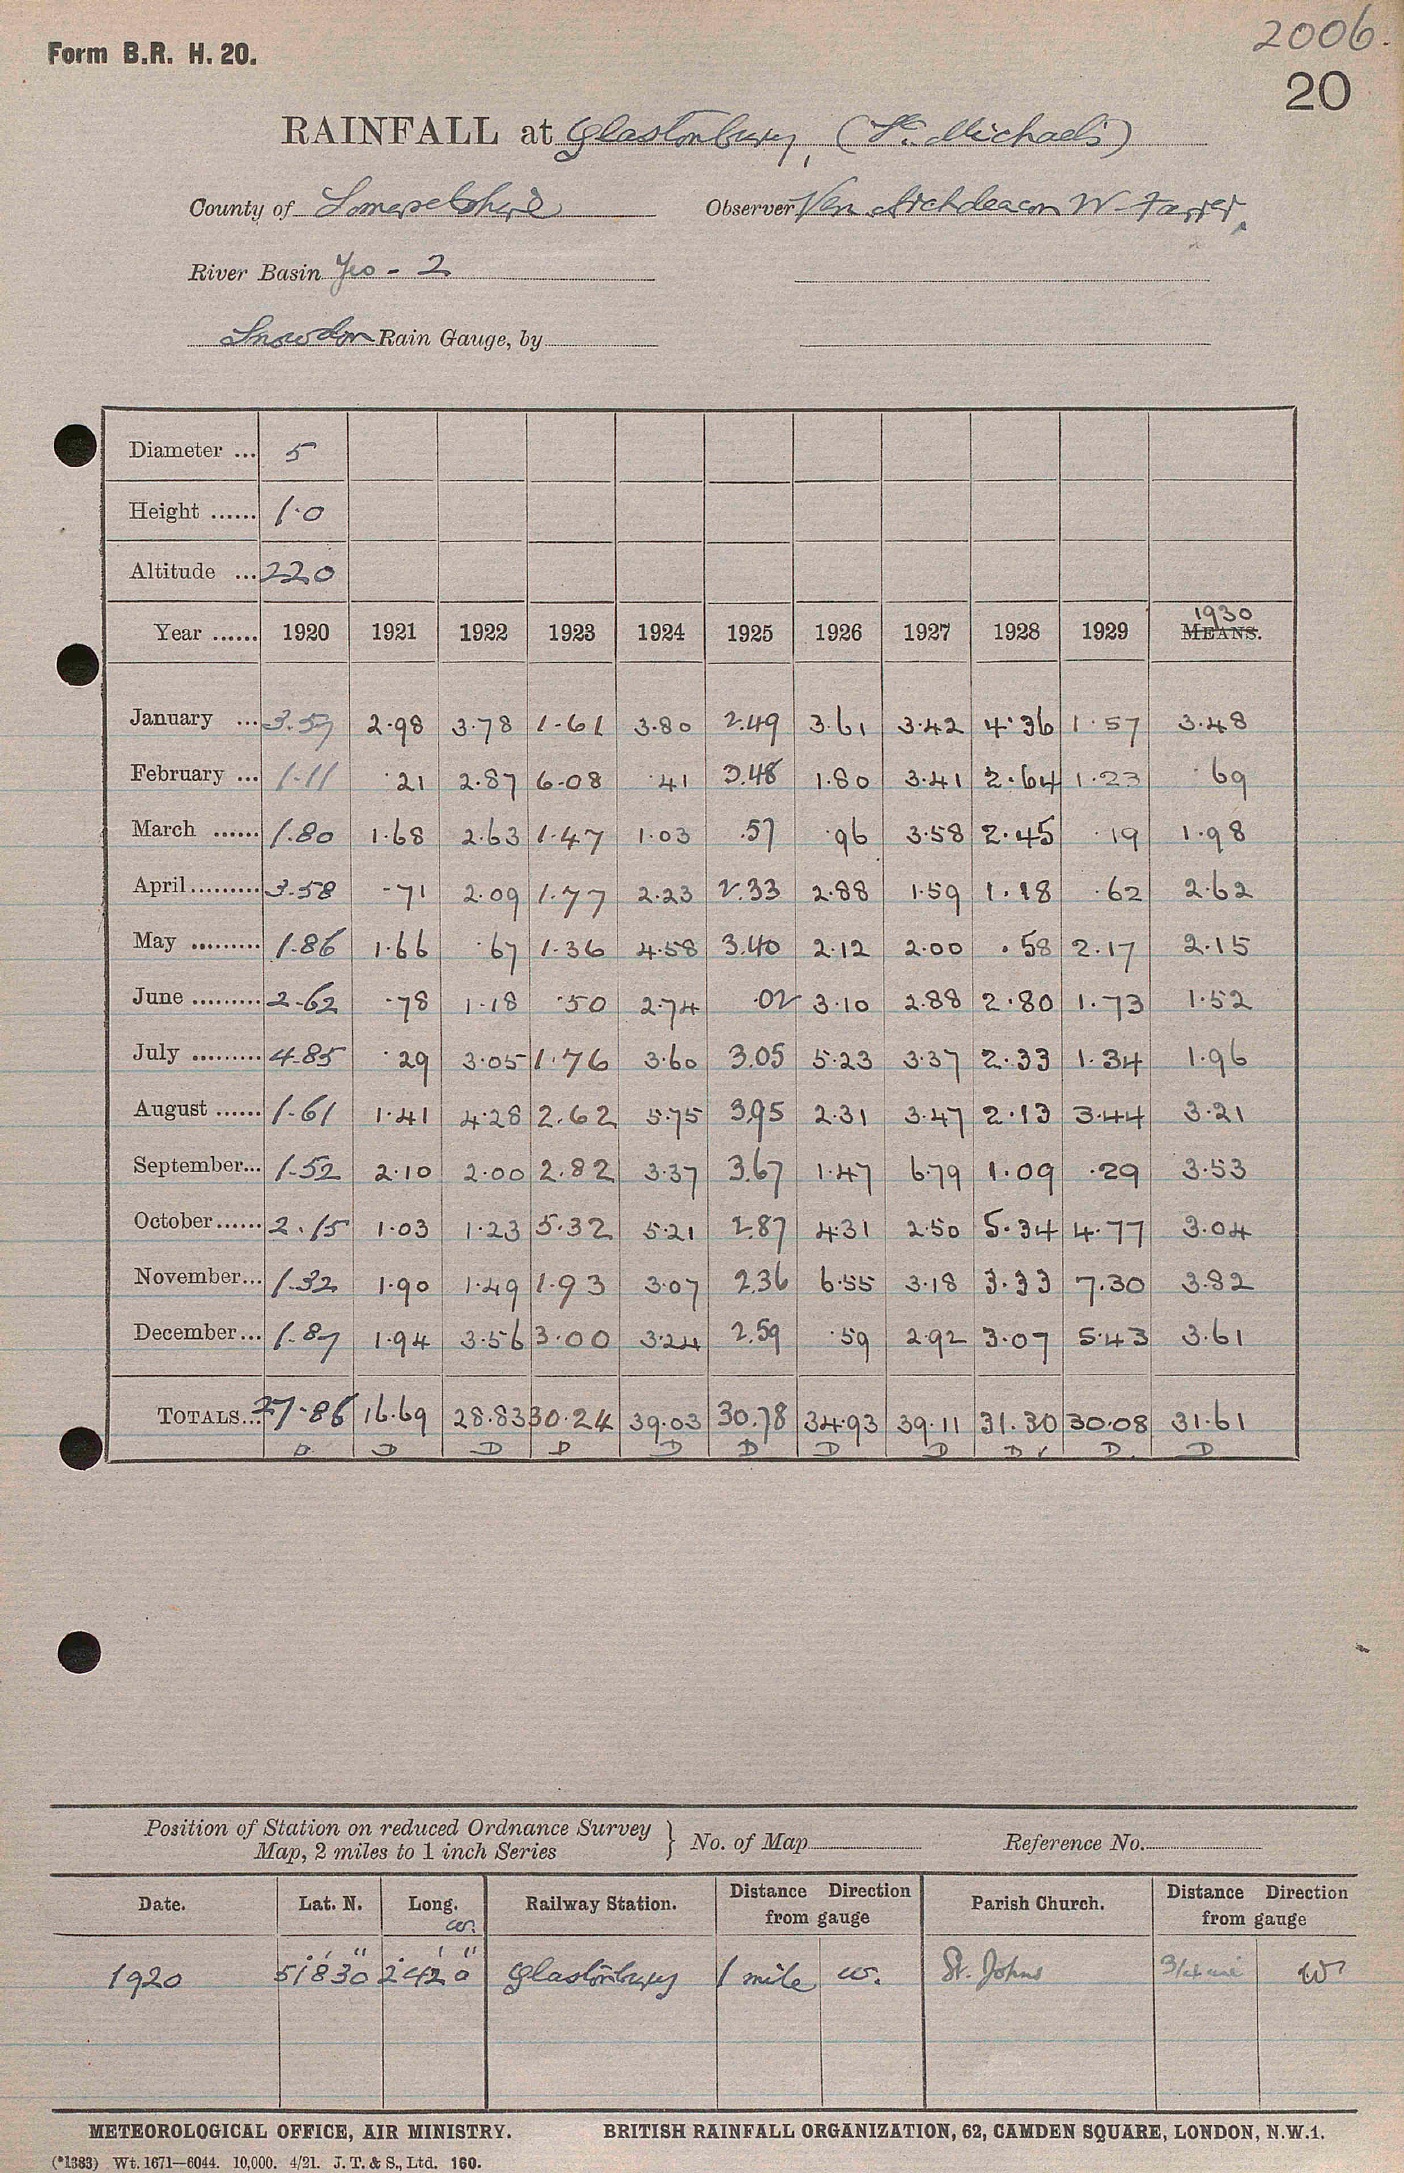 2006.
Form B.R. H. 20.
20
RAINFALL at Glastonbury, (St. Michael's)
County of Somersetshire Observer Ven Archdeacon W Farrer,
River Basin Yeo - 2
Snowdon Rain Gauge, by
Diameter ... 5
Height ...... 1.0
Altitude ... 220
1930
Year ...... 1920 1921 1922 1923 1924 1925 1926 1927 1928 1929 MEANS.
January ... 3.57 2.98 3.78 1.61 3.80 2.49 3.61 3.42 4.36 1.57 3.48
February ... 1.11 .21 2.87 6.08 .41 3.48 1.80 3.41 2.64 1.23 .69
March ...... 1.80 1.68 2.63 1.47 1.03 .57 .96 3.58 2.45 .19 1.98
April ......... 3.58 .71 2.09 1.77 2.23 2.33 2.88 1.59 1.18 .62 2.62
May ......... 1.86 1.66 .67 1.36 4.58 3.40 2.12 2.00 .58 2.17 2.15
June ......... 2.62 .78 1.18 .50 2.74 .02 3.10 2.88 2.80 1.73 1.52
July ......... 4.85 .29 3.05 1.76 3.60 3.05 5.23 3.37 2.33 1.34 1.96
August ...... 1.61 1.41 4.28 2.62 5.75 3.95 2.31 3.47 2.13 3.44 3.21
September... 1.52 2.10 2.00 2.82 3.37 3.67 1.47 6.79 1.09 .29 3.53
October ...... 2.15 1.03 1.23 5.32 5.21 2.87 4.31 2.50 5.34 4.77 3.04
November... 1.32 1.90 1.49 1.93 3.07 2.36 6.55 3.18 3.33 7.30 3.82
December... 1.87 1.94 3.56 3.00 3.24 2.59 .59 2.92 3.07 5.43 3.61
TOTALS... 27.86 16.69 28.83 30.24 39.03 30.78 34.93 39.11 31.30 30.08 31.61
D D D D D D D D D ✓ D. D
Position of Station on reduced Ordnance Survey Map, 2 miles to 1 inch Series } No. of Map Reference No.
Date. Lat. N. Long. W. Railway Station. Distance Direction from gauge Parish Church. Distance Direction from gauge
1920 51° 8' 30" 2° 42' 0" Glastonbury 1 mile W. St. Johns 3/4 mile W
METEOROLOGICAL OFFICE, AIR MINISTRY. BRITISH RAINFALL ORGANIZATION, 62, CAMDEN SQUARE, LONDON, N.W.1.
(*1383) Wt. 1671—6044. 10,000. 4/21. J. T. & S., Ltd. 160.